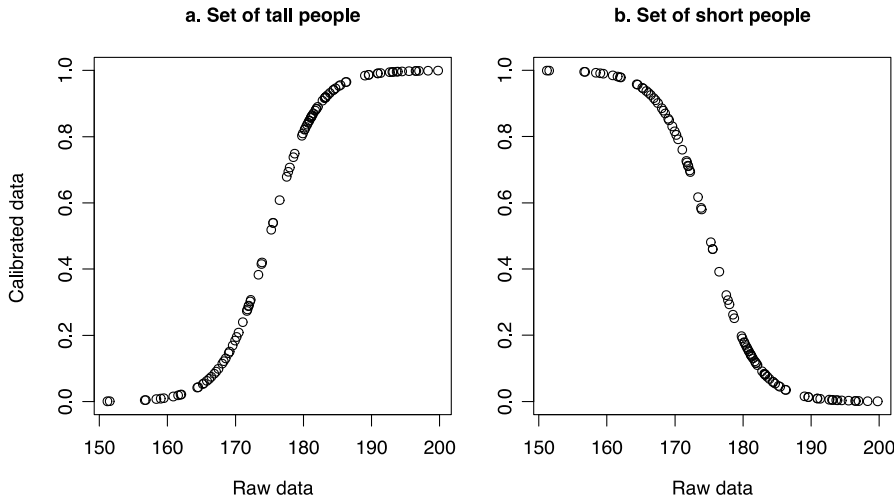 a. Set of tall people
b. Set of short people
Calibrated data
1.0
0.8
0.6
0.4
0.2
0.0
150 160 170 180 190 200
Raw data
1.0
0.8
0.6
0.4
0.2
0.0
150 160 170 180 190 200
Raw data